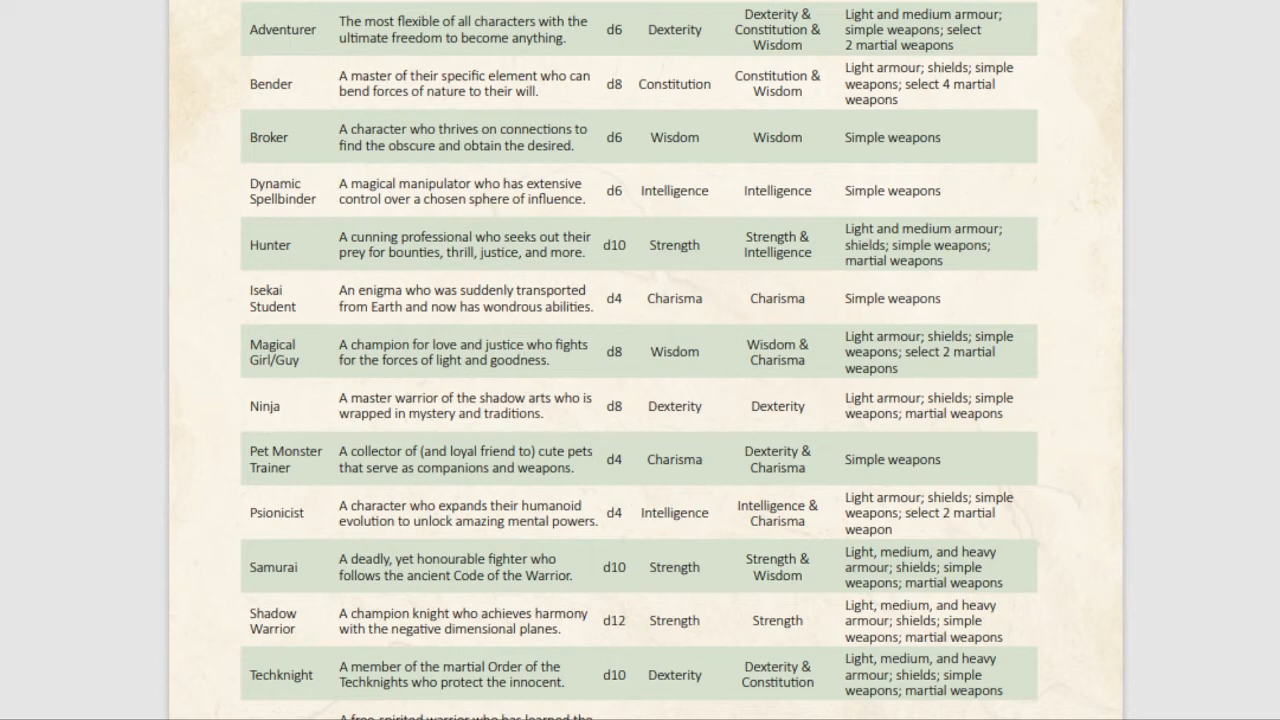 Adventurer
The most flexible of all characters with the
ultimate freedom to become anything.
d6
Dexterity
Dexterity &
Constitution &
Wisdom
Light and medium armour;
simple weapons; select
2 martial weapons
Bender
A master of their specific element who can
bend forces of nature to their will.
d8
Constitution
Constitution &
Wisdom
Light armour; shields; simple
weapons; select 4 martial
weapons
Broker
A character who thrives on connections to
find the obscure and obtain the desired.
d6
Wisdom
Wisdom
Simple weapons
Dynamic
Spellbinder
A magical manipulator who has extensive
control over a chosen sphere of influence.
d6
Intelligence
Intelligence
Simple weapons
Hunter
A cunning professional who seeks out their
prey for bounties, thrill, justice, and more.
d10
Strength
Strength &
Intelligence
Light and medium armour;
shields; simple weapons;
martial weapons
Isekai
Student
An enigma who was suddenly transported
from Earth and now has wondrous abilities.
d4
Charisma
Charisma
Simple weapons
Magical
Girl/Guy
A champion for love and justice who fights
for the forces of light and goodness.
d8
Wisdom
Wisdom &
Charisma
Light armour; shields; simple
weapons; select 2 martial
weapons
Ninja
A master warrior of the shadow arts who is
wrapped in mystery and traditions.
d8
Dexterity
Dexterity
Light armour; shields; simple
weapons; martial weapons
Pet Monster
Trainer
A collector of (and loyal friend to) cute pets
that serve as companions and weapons.
d4
Charisma
Dexterity &
Charisma
Simple weapons
Psionicist
A character who expands their humanoid
evolution to unlock amazing mental powers.
d4
Intelligence
Intelligence &
Charisma
Light armour; shields; simple
weapons; select 2 martial
weapon
Samurai
A deadly, yet honourable fighter who
follows the ancient Code of the Warrior.
d10
Strength
Strength &
Wisdom
Light, medium, and heavy
armour; shields; simple
weapons; martial weapons
Shadow
Warrior
A champion knight who achieves harmony
with the negative dimensional planes.
d12
Strength
Strength
Light, medium, and heavy
armour; shields; simple
weapons; martial weapons
Techknight
A member of the martial Order of the
Techknights who protect the innocent.
d10
Dexterity
Dexterity &
Constitution
Light, medium, and heavy
armour; shields; simple
weapons; martial weapons
A free-spirited warrior who has learned the